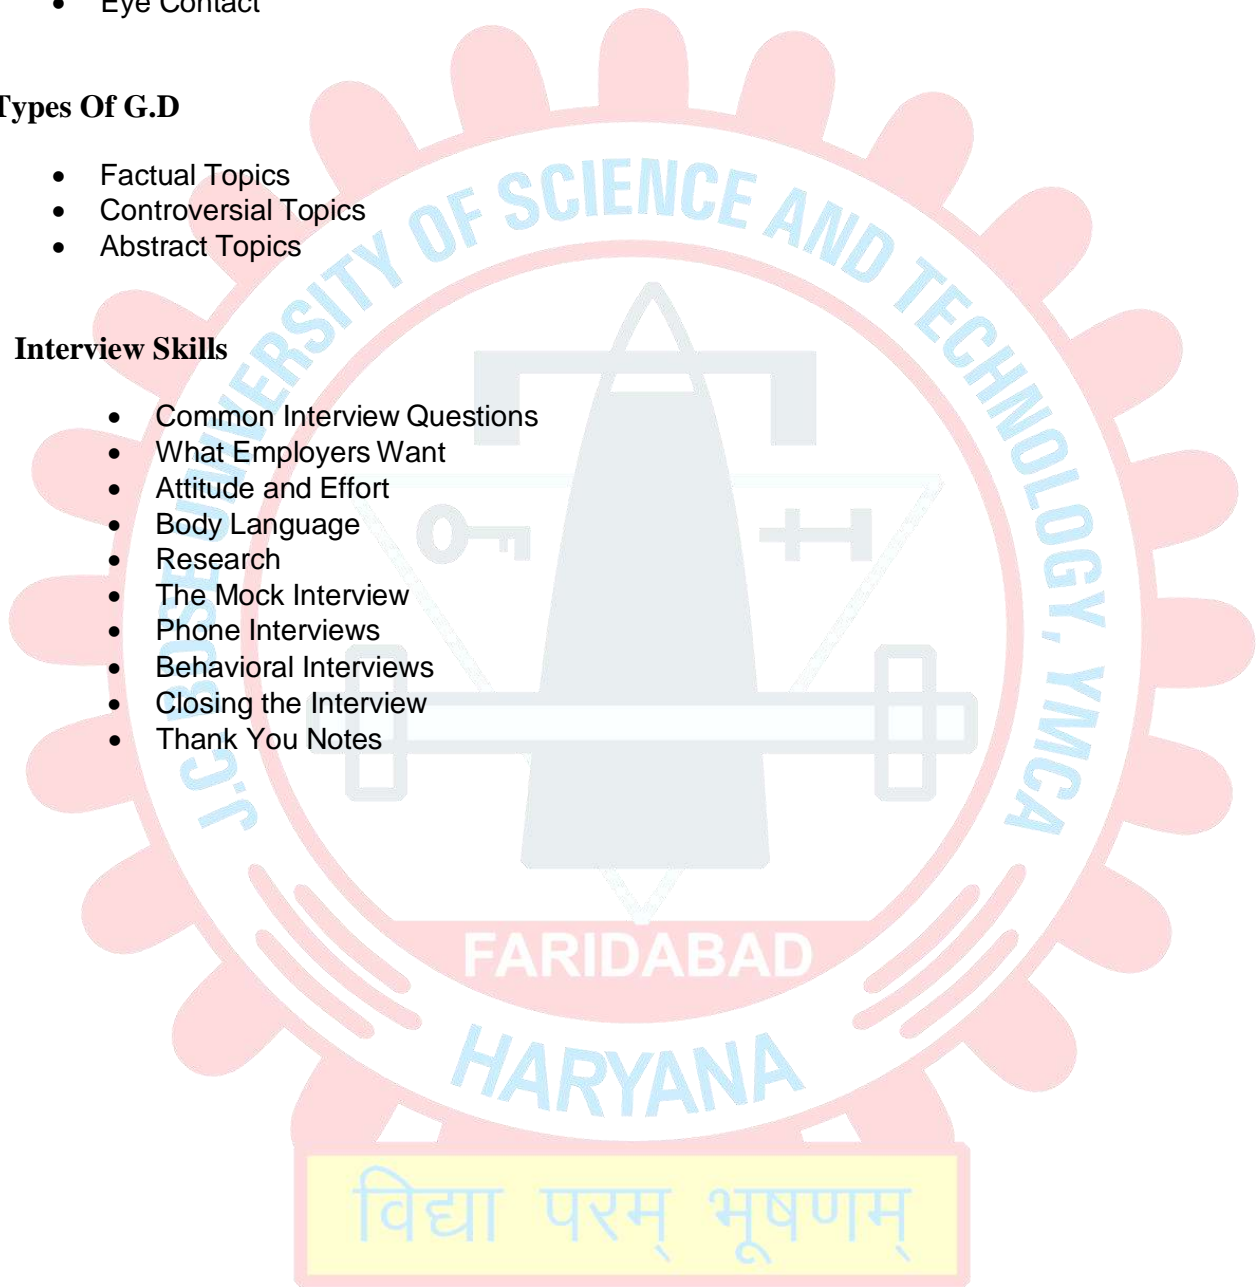 • Eye Contact
Types Of G.D
• Factual Topics
• Controversial Topics
• Abstract Topics
Interview Skills
• Common Interview Questions
• What Employers Want
• Attitude and Effort
• Body Language
• Research
• The Mock Interview
• Phone Interviews
• Behavioral Interviews
• Closing the Interview
• Thank You Notes
J.C. BOSE UNIVERSITY OF SCIENCE AND TECHNOLOGY, YMCA
FARIDABAD
HARYANA
विद्या परम् भूषणम्